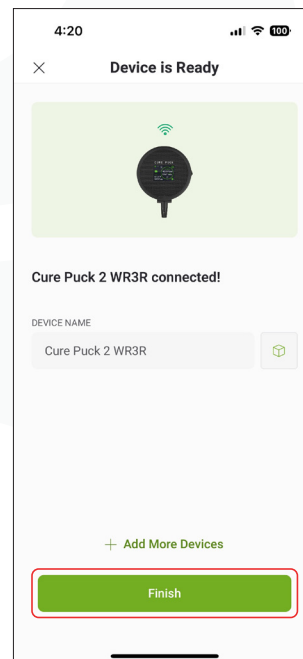 4:20
100
Device is Ready
CURE PUCK
Cure Puck 2 WR3R connected!
DEVICE NAME
Cure Puck 2 WR3R
Add More Devices
Finish